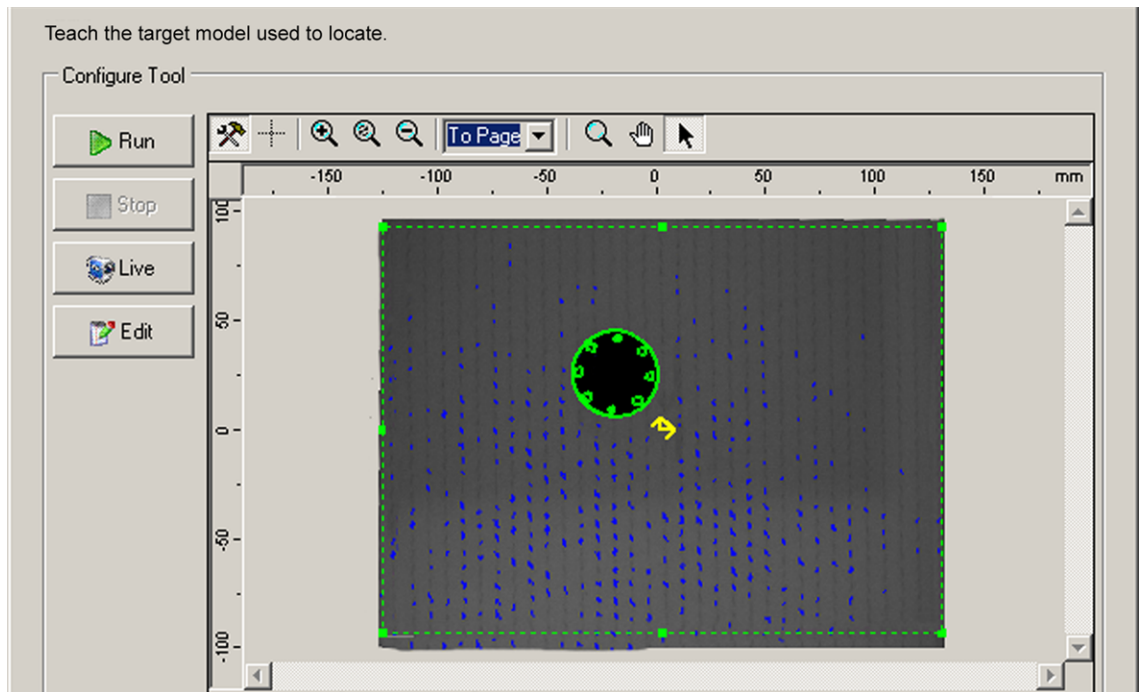 Teach the target model used to locate.
Configure Tool
Run
To Page
-150 -100 -50 0 50 100 150 mm
Stop
100
Live
50
Edit
0
-50
-100